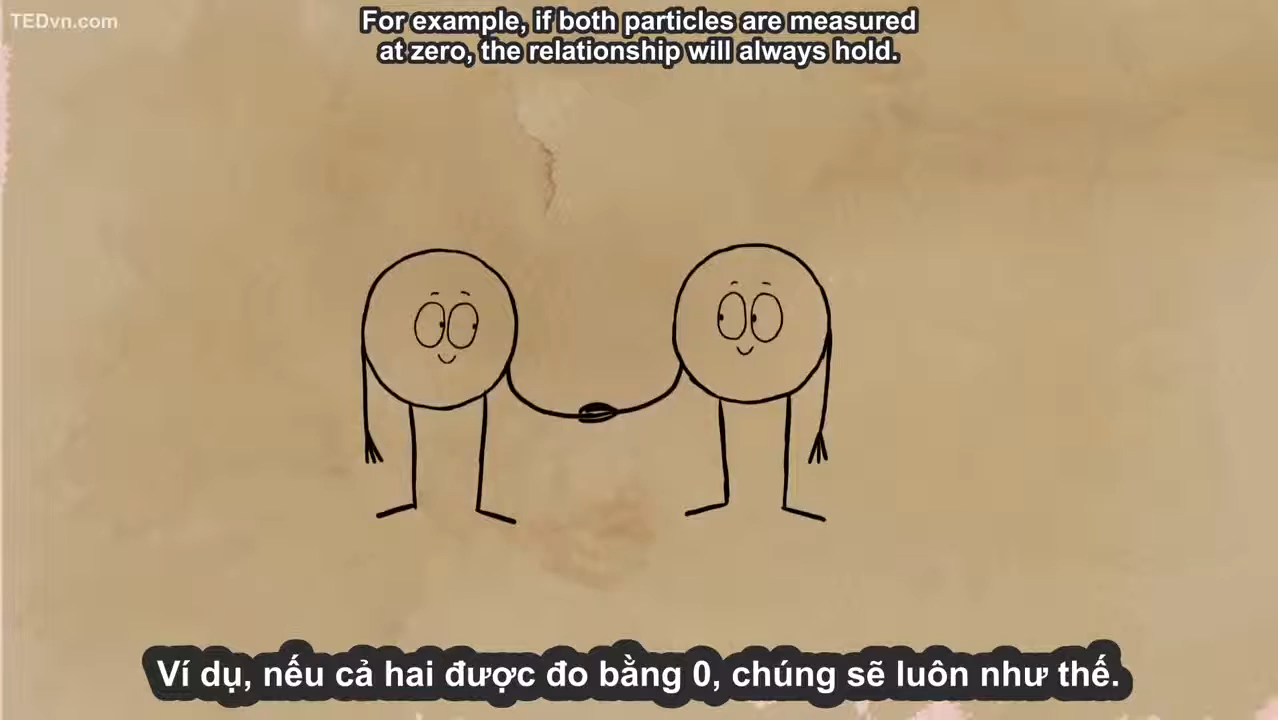 TEDvn.com
For example, if both particles are measured
at zero, the relationship will always hold.
Ví dụ, nếu cả hai được đo bằng 0, chúng sẽ luôn như thế.